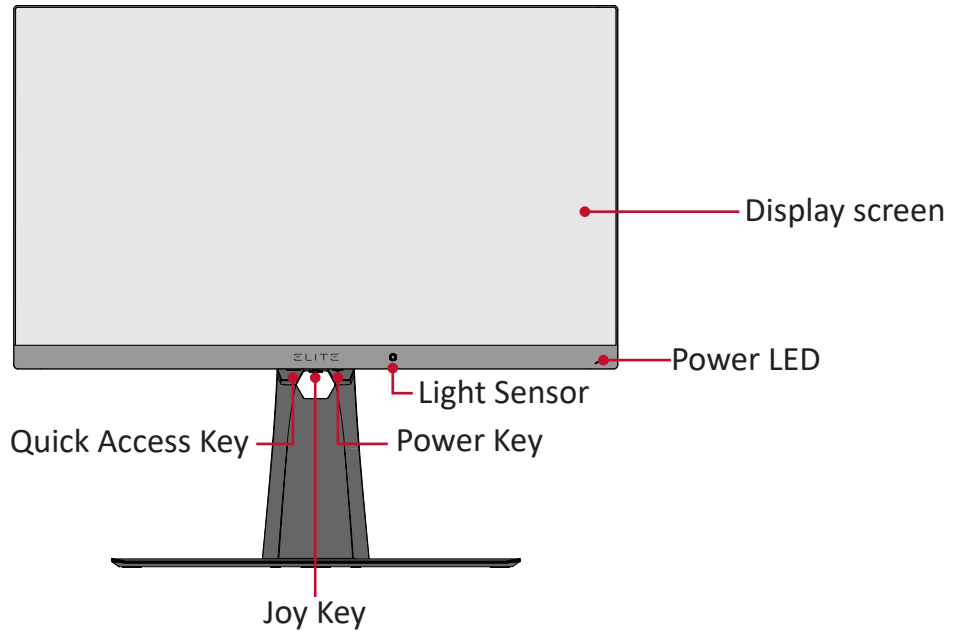 Display screen
ELITE
Power LED
Light Sensor
Quick Access Key
Power Key
Joy Key